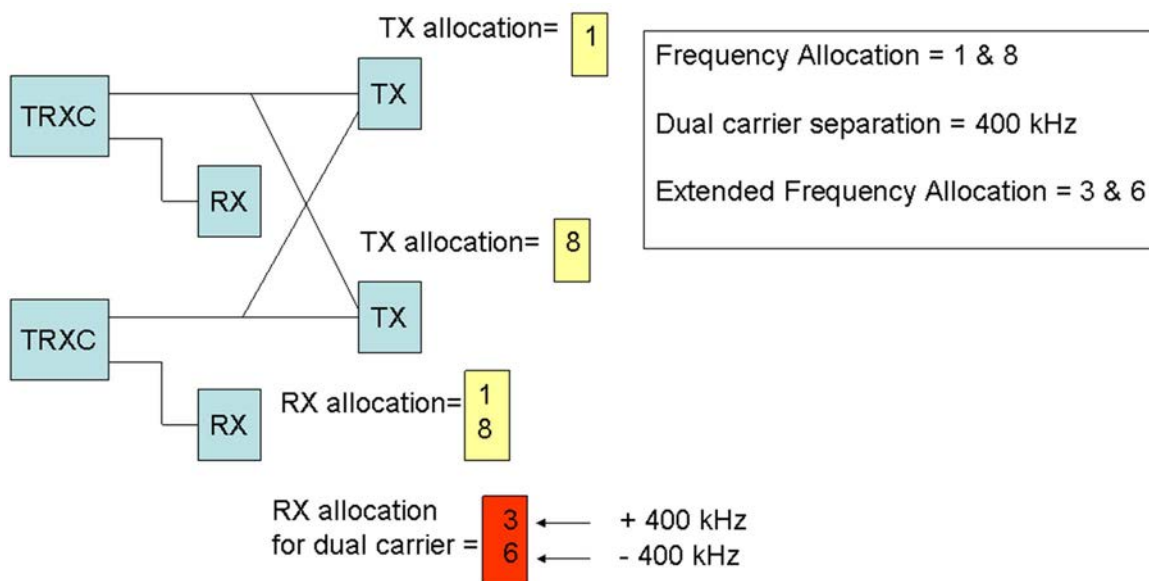 TX allocation= 1
TRXC
TX
RX
TX allocation= 8
TRXC
TX
RX
RX allocation= 1
8
RX allocation
for dual carrier =
3 + 400 kHz
6 - 400 kHz
Frequency Allocation = 1 & 8
Dual carrier separation = 400 kHz
Extended Frequency Allocation = 3 & 6